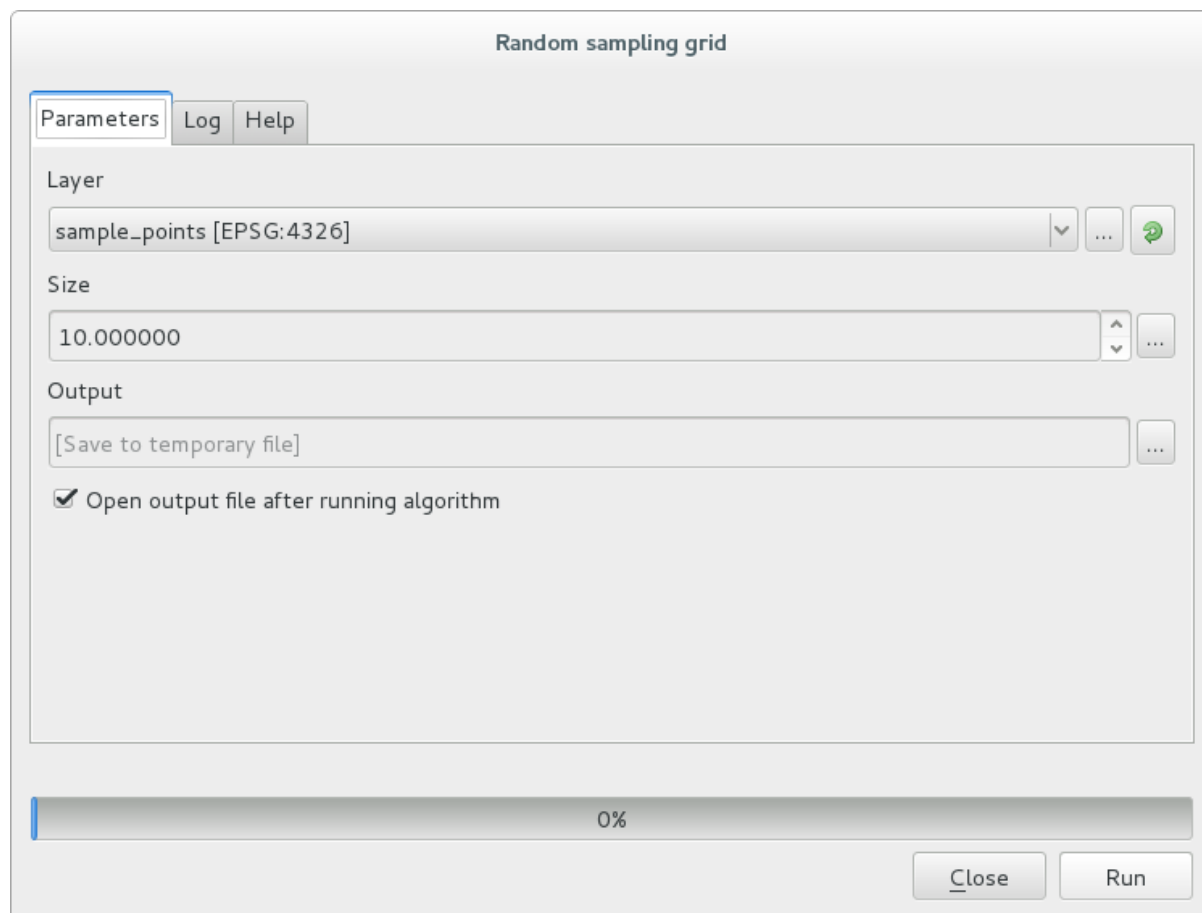 Random sampling grid
Parameters Log Help
Layer
sample_points [EPSG:4326]
...
Size
10.000000
...
Output
[Save to temporary file]
...
Open output file after running algorithm
0%
Close Run